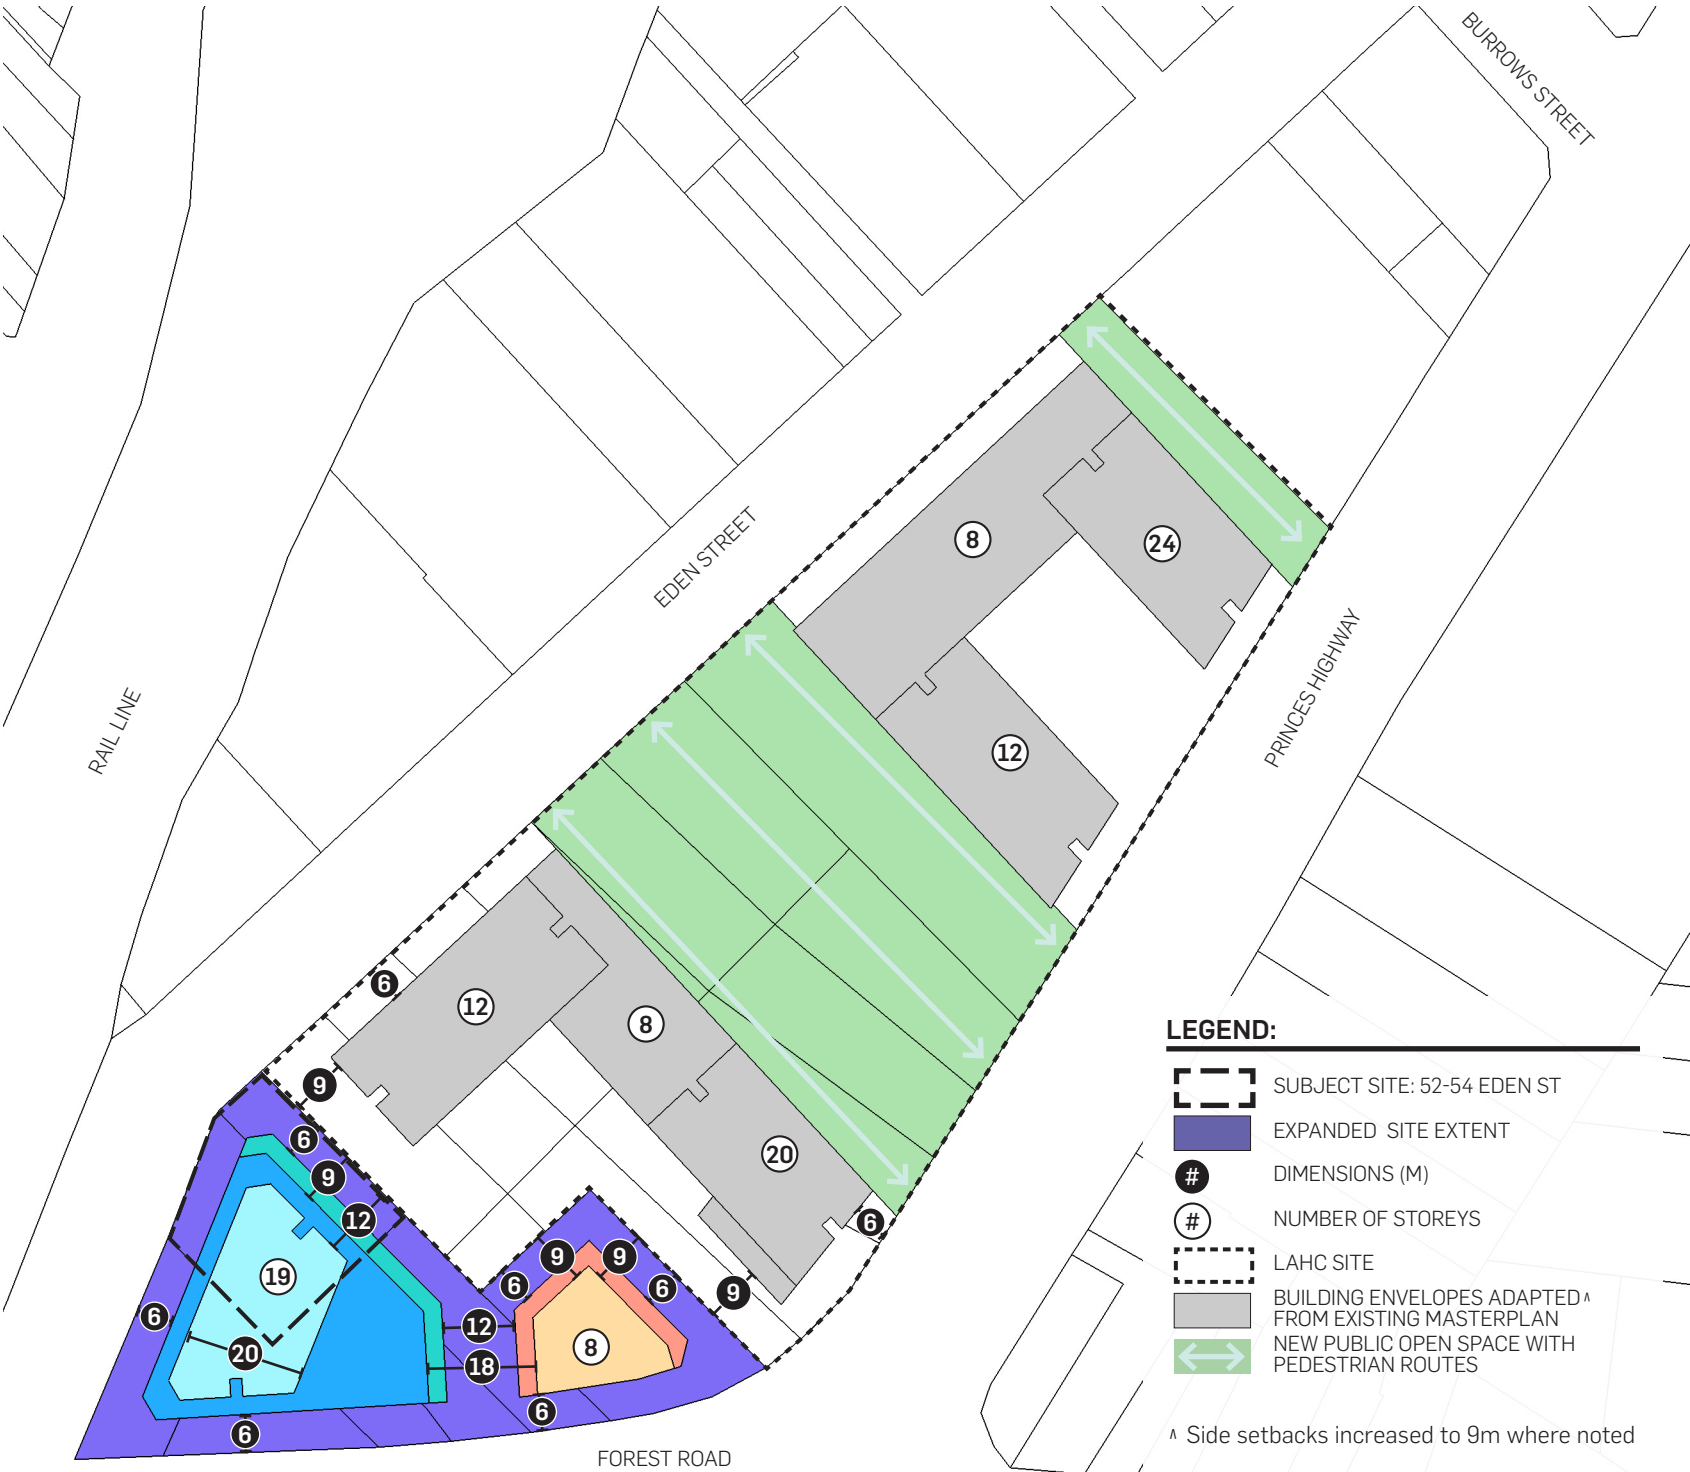 BURROWS STREET
EDEN STREET
RAIL LINE
PRINCES HIGHWAY
8
24
12
6
12
8
9
20
6
9
12
19
6
20
6
6
9
9
6
9
6
12
18
8
6
FOREST ROAD
LEGEND:
SUBJECT SITE: 52-54 EDEN ST
EXPANDED SITE EXTENT
# DIMENSIONS (M)
# NUMBER OF STOREYS
LAHC SITE
BUILDING ENVELOPES ADAPTED^
FROM EXISTING MASTERPLAN
NEW PUBLIC OPEN SPACE WITH
PEDESTRIAN ROUTES
^ Side setbacks increased to 9m where noted